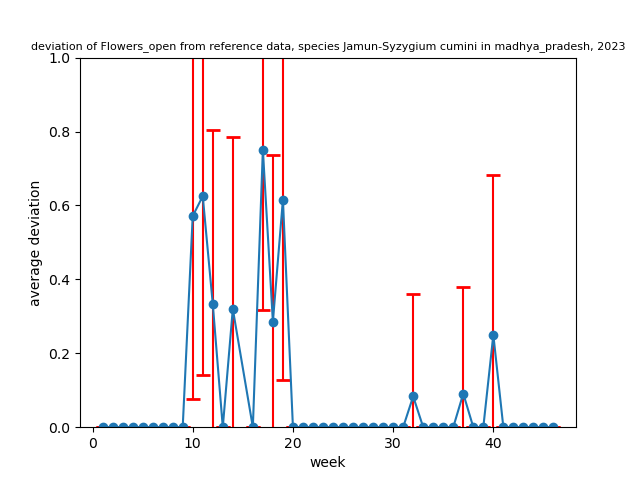 deviation of Flowers_open from reference data, species Jamun-Syzygium cumini in madhya_pradesh, 2023
1.0
0.8
0.6
0.4
0.2
0.0
average deviation
0 10 20 30 40
week